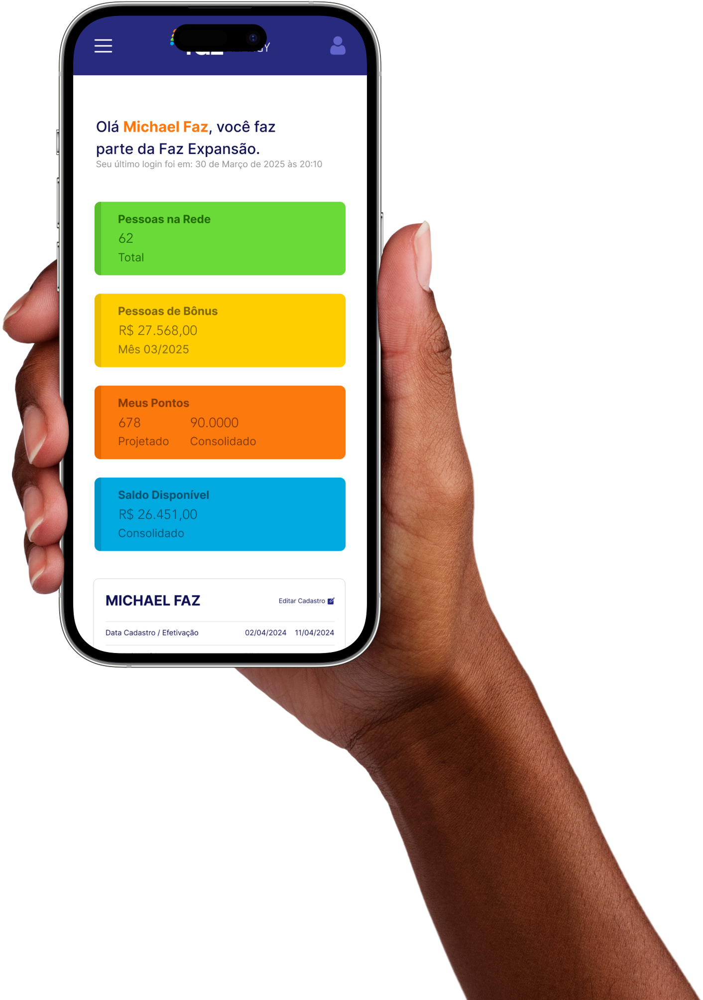 Olá Michael Faz, você faz
parte da Faz Expansão.
Seu último login foi em: 30 de Março de 2025 às 20:10
Pessoas na Rede
62
Total
Pessoas de Bônus
R$ 27.568,00
Mês 03/2025
Meus Pontos
678 90.0000
Projetado Consolidado
Saldo Disponível
R$ 26.451,00
Consolidado
MICHAEL FAZ Editar Cadastro
Data Cadastro / Efetivação 02/04/2024 11/04/2024